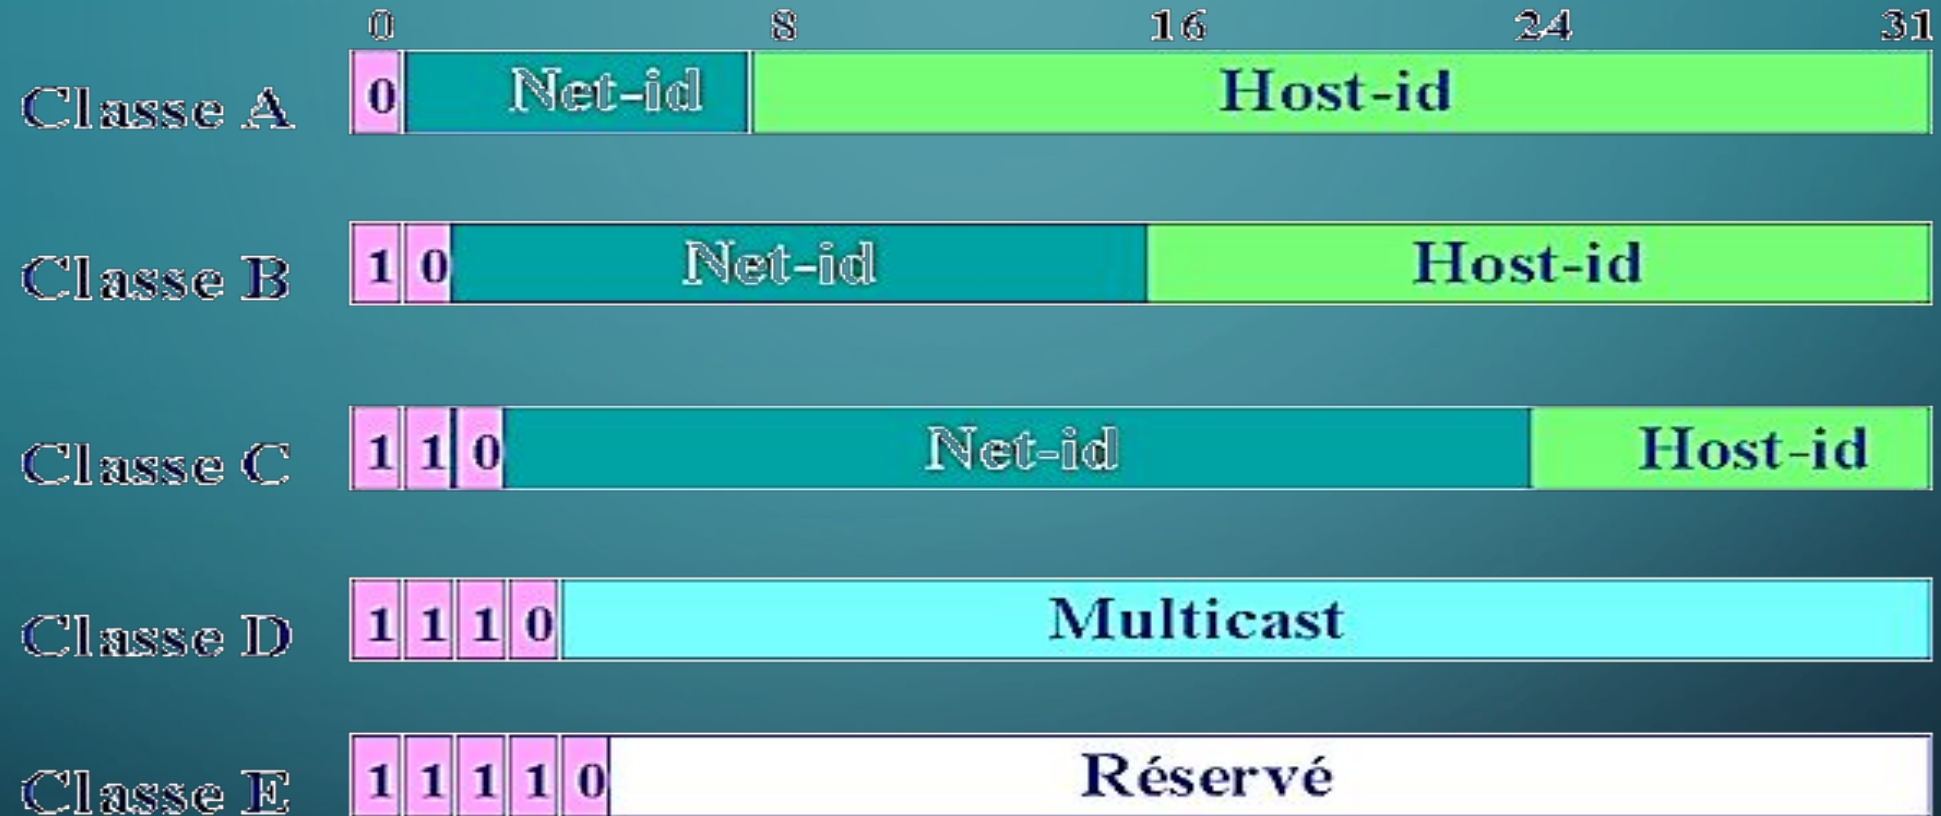 0 8 16 24 31
Classe A 0 Net-id Host-id
Classe B 1 0 Net-id Host-id
Classe C 1 1 0 Net-id Host-id
Classe D 1 1 1 0 Multicast
Classe E 1 1 1 1 0 Réservé